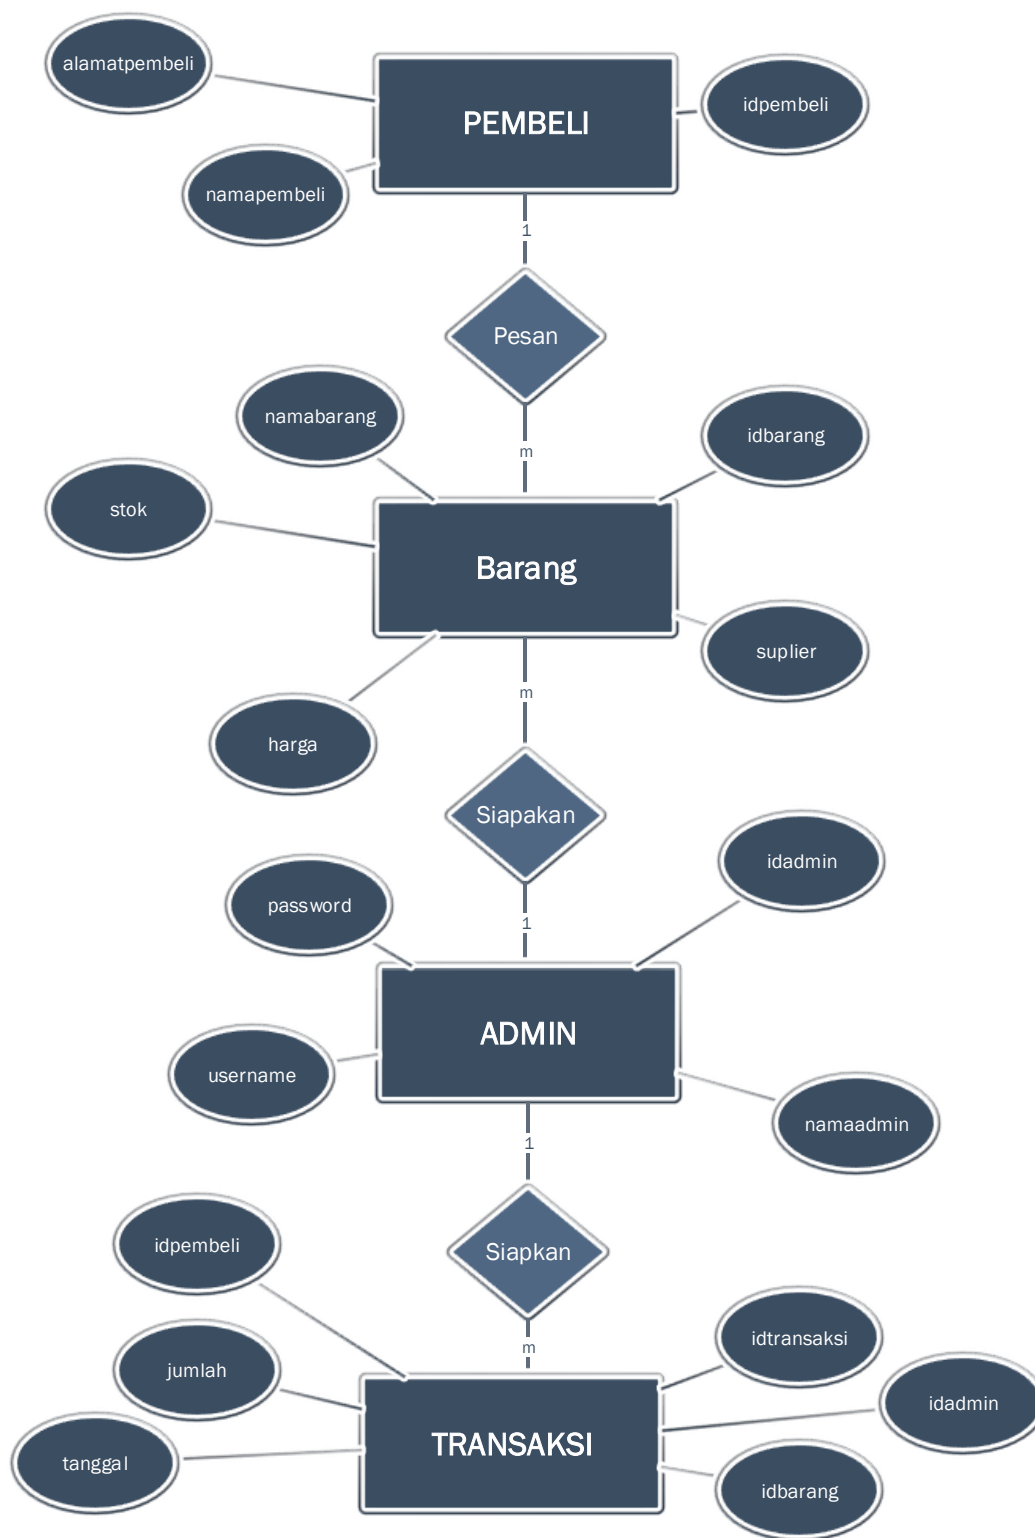 alamatpembeli
PEMBELI
idpembeli
namapembeli
1
Pesan
namabarang
idbarang
m
stok
Barang
suplier
m
harga
Siapakan
idadmin
password
1
ADMIN
username
namaadmin
1
idpembeli
Siapkan
idtransaksi
m
jumlah
idadmin
TRANSAKSI
tanggal
idbarang